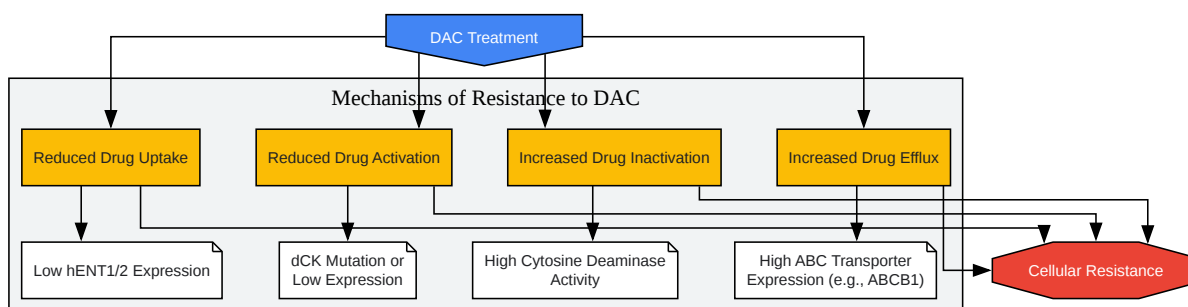 DAC Treatment
Mechanisms of Resistance to DAC
Reduced Drug Uptake
Reduced Drug Activation
Increased Drug Inactivation
Increased Drug Efflux
Low hENT1/2 Expression
dCK Mutation or
Low Expression
High Cytosine Deaminase
Activity
High ABC Transporter
Expression (e.g., ABCB1)
Cellular Resistance